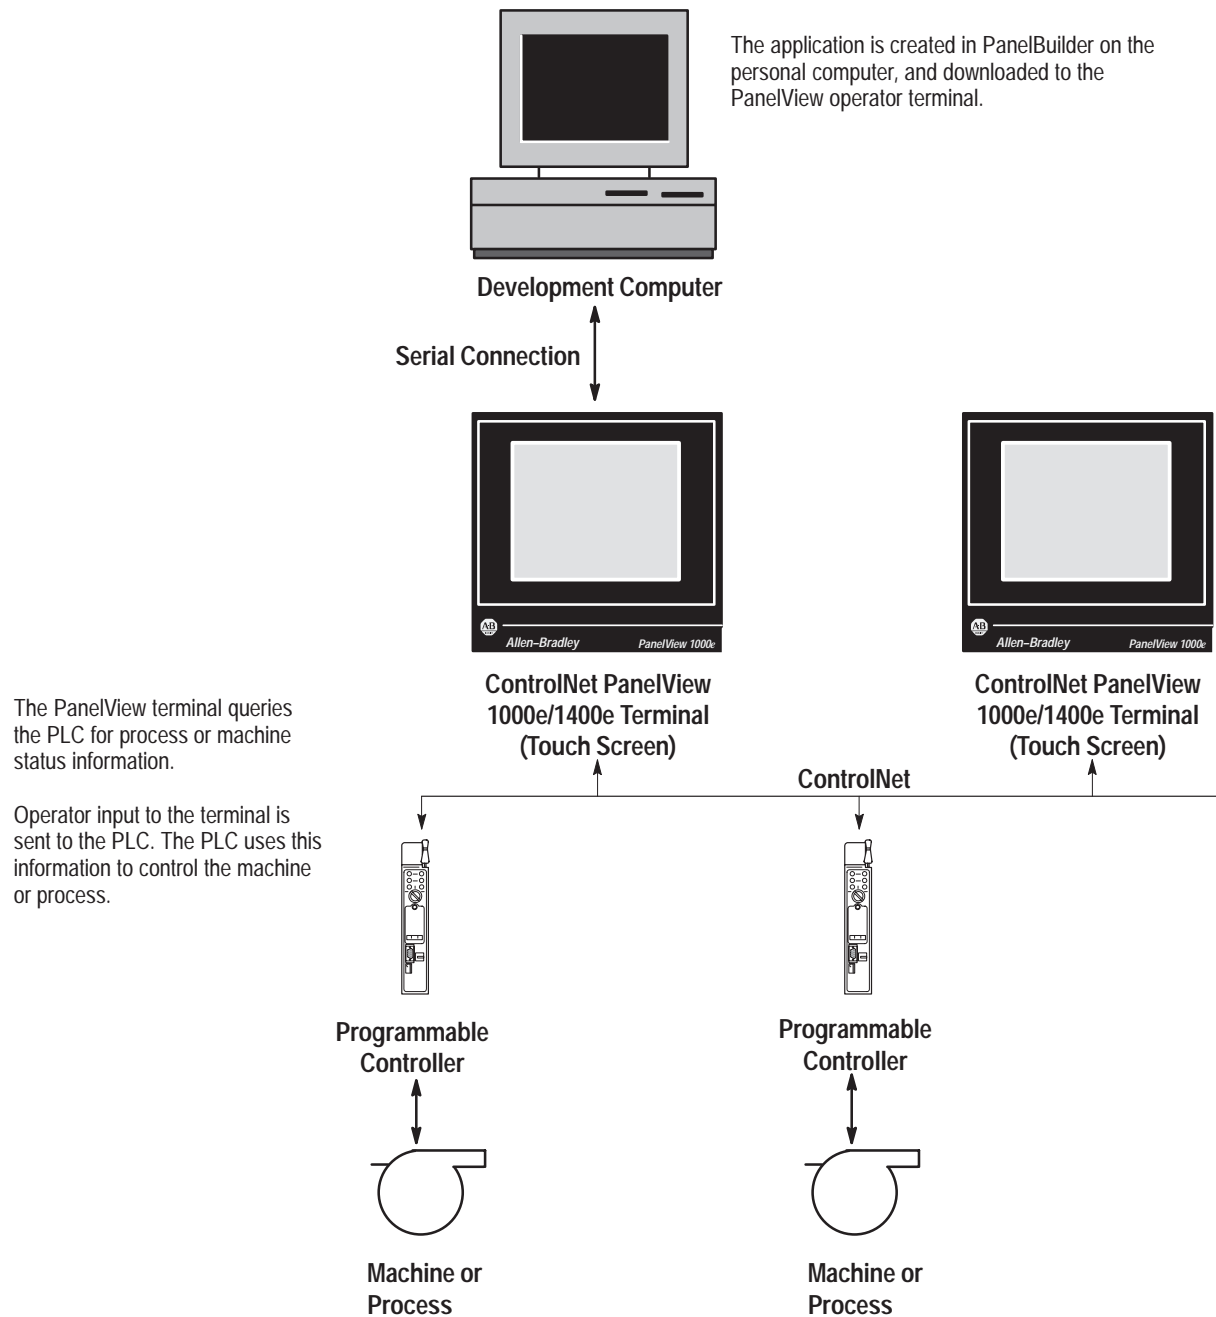 The application is created in PanelBuilder on the
personal computer, and downloaded to the
PanelView operator terminal.
Development Computer
Serial Connection
A·B
Allen–Bradley
PanelView 1000e
A·B
Allen–Bradley
PanelView 1000e
ControlNet PanelView
1000e/1400e Terminal
(Touch Screen)
ControlNet PanelView
1000e/1400e Terminal
(Touch Screen)
The PanelView terminal queries
the PLC for process or machine
status information.
Operator input to the terminal is
sent to the PLC. The PLC uses this
information to control the machine
or process.
ControlNet
Programmable
Controller
Programmable
Controller
Machine or
Process
Machine or
Process